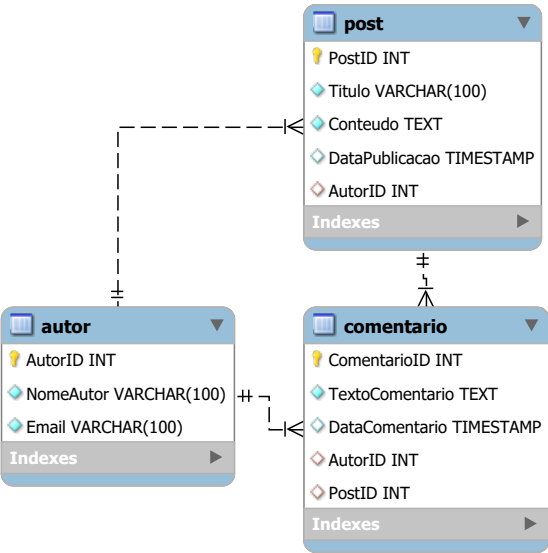 post
PostID INT
Titulo VARCHAR(100)
Conteudo TEXT
DataPublicacao TIMESTAMP
AutorID INT
Indexes
autor
AutorID INT
NomeAutor VARCHAR(100)
Email VARCHAR(100)
Indexes
comentario
ComentarioID INT
TextoComentario TEXT
DataComentario TIMESTAMP
AutorID INT
PostID INT
Indexes